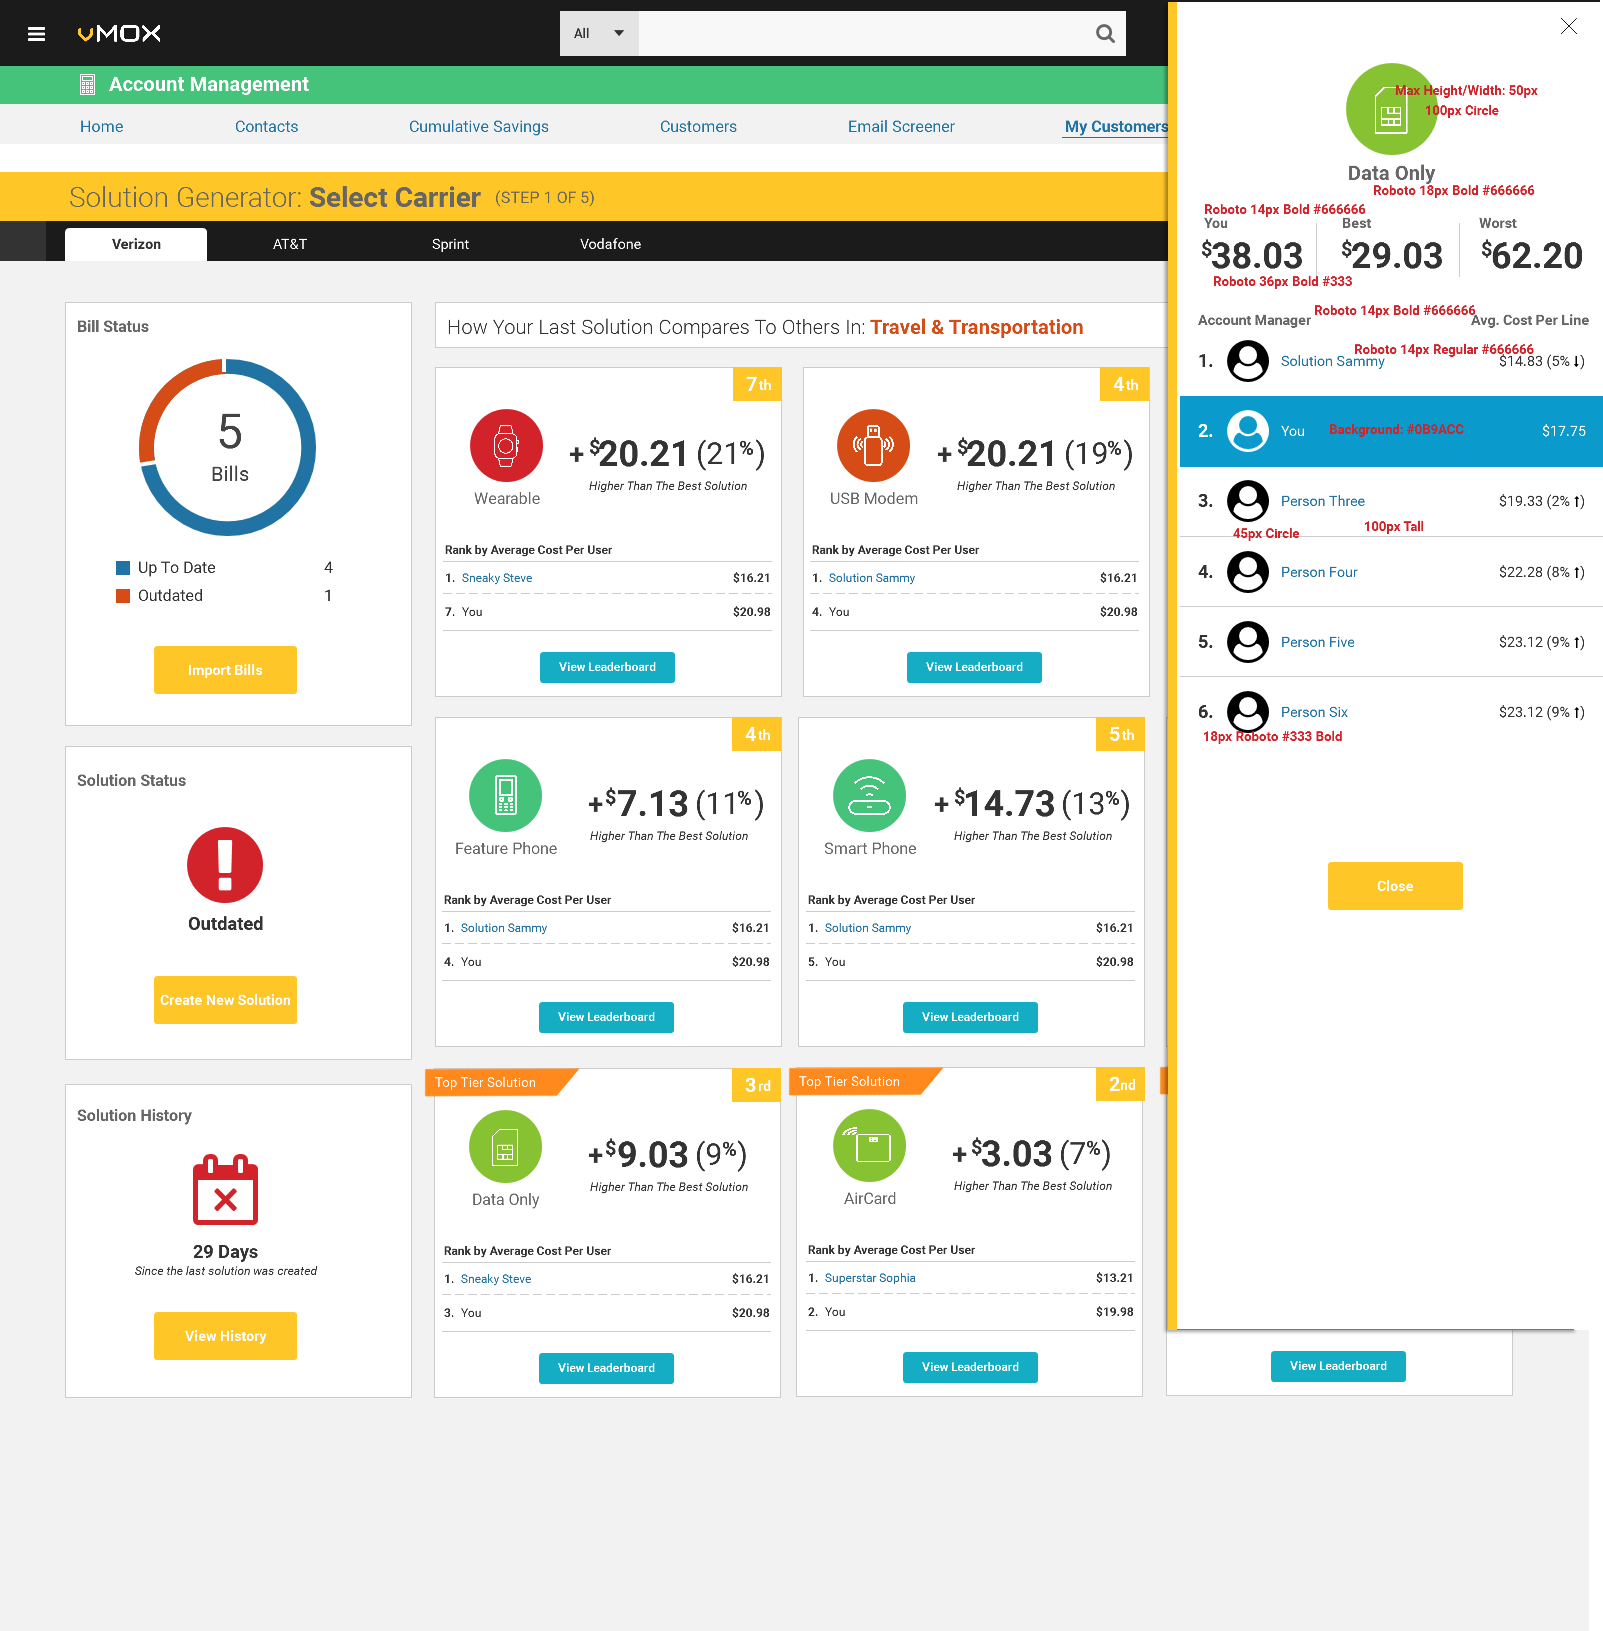 vMOX
All
Account Management
Home Contacts Cumulative Savings Customers Email Screener My Customers
Solution Generator: Select Carrier (STEP 1 OF 5)
Verizon AT&T Sprint Vodafone
Bill Status
5
Bills
Up To Date 4
Outdated 1
Import Bills
Solution Status
Outdated
Create New Solution
Solution History
29 Days
Since the last solution was created
View History
How Your Last Solution Compares To Others In: Travel & Transportation
7th
Wearable
+$20.21 (21%)
Higher Than The Best Solution
Rank by Average Cost Per User
1. Sneaky Steve $16.21
7. You $20.98
View Leaderboard
4th
USB Modem
+$20.21 (19%)
Higher Than The Best Solution
Rank by Average Cost Per User
1. Solution Sammy $16.21
4. You $20.98
View Leaderboard
4th
Feature Phone
+$7.13 (11%)
Higher Than The Best Solution
Rank by Average Cost Per User
1. Solution Sammy $16.21
4. You $20.98
View Leaderboard
5th
Smart Phone
+$14.73 (13%)
Higher Than The Best Solution
Rank by Average Cost Per User
1. Solution Sammy $16.21
5. You $20.98
View Leaderboard
Top Tier Solution
3rd
Data Only
+$9.03 (9%)
Higher Than The Best Solution
Rank by Average Cost Per User
1. Sneaky Steve $16.21
3. You $20.98
View Leaderboard
Top Tier Solution
2nd
AirCard
+$3.03 (7%)
Higher Than The Best Solution
Rank by Average Cost Per User
1. Superstar Sophia $13.21
2. You $19.98
View Leaderboard
View Leaderboard
Max Height/Width: 50px
100px Circle
Data Only
Roboto 18px Bold #666666
Roboto 14px Bold #666666
You Best Worst
$38.03 $29.03 $62.20
Roboto 36px Bold #333
Roboto 14px Bold #666666
Account Manager Avg. Cost Per Line
Roboto 14px Regular #666666
1. Solution Sammy $14.83 (5% ↓)
2. You Background: #0B9ACC $17.75
3. Person Three $19.33 (2% ↑)
100px Tall
45px Circle
4. Person Four $22.28 (8% ↑)
5. Person Five $23.12 (9% ↑)
6. Person Six $23.12 (9% ↑)
18px Roboto #333 Bold
Close